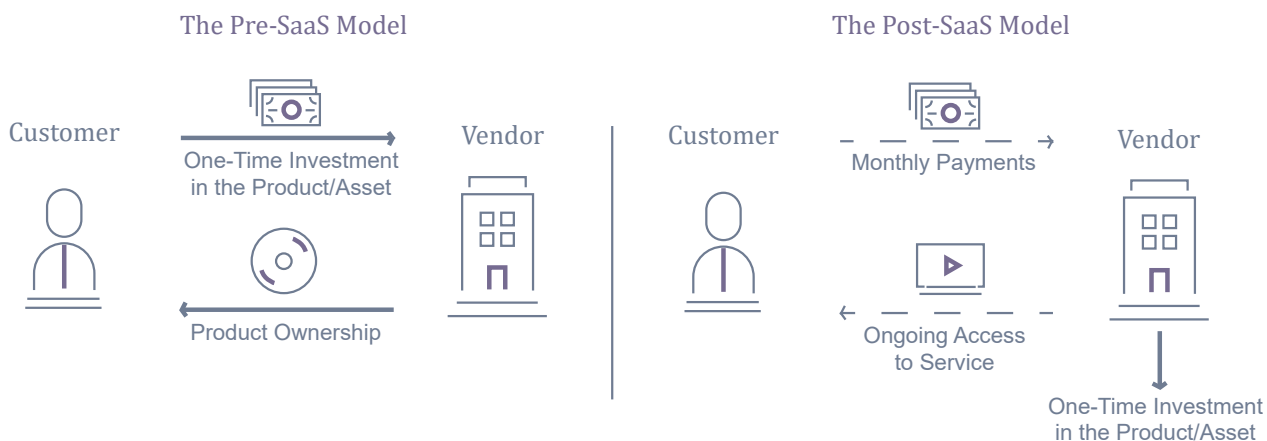 The Pre-SaaS Model
Customer
One-Time Investment
in the Product/Asset
Vendor
Product Ownership
The Post-SaaS Model
Customer
Monthly Payments
Vendor
Ongoing Access
to Service
One-Time Investment
in the Product/Asset